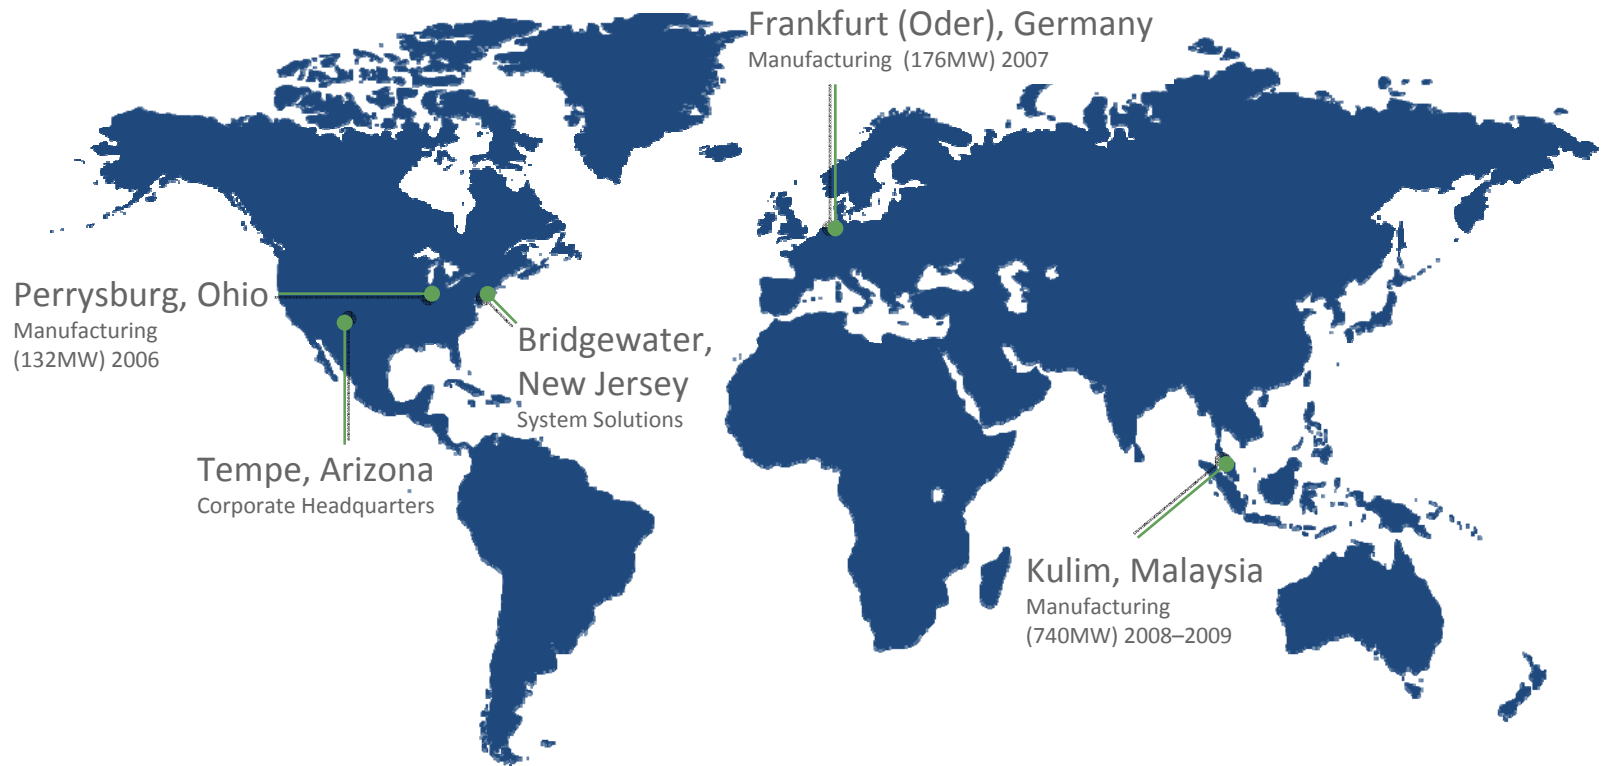 Frankfurt (Oder), Germany
Manufacturing (176MW) 2007
Perrysburg, Ohio
Manufacturing
(132MW) 2006
Bridgewater,
New Jersey
System Solutions
Tempe, Arizona
Corporate Headquarters
Kulim, Malaysia
Manufacturing
(740MW) 2008–2009